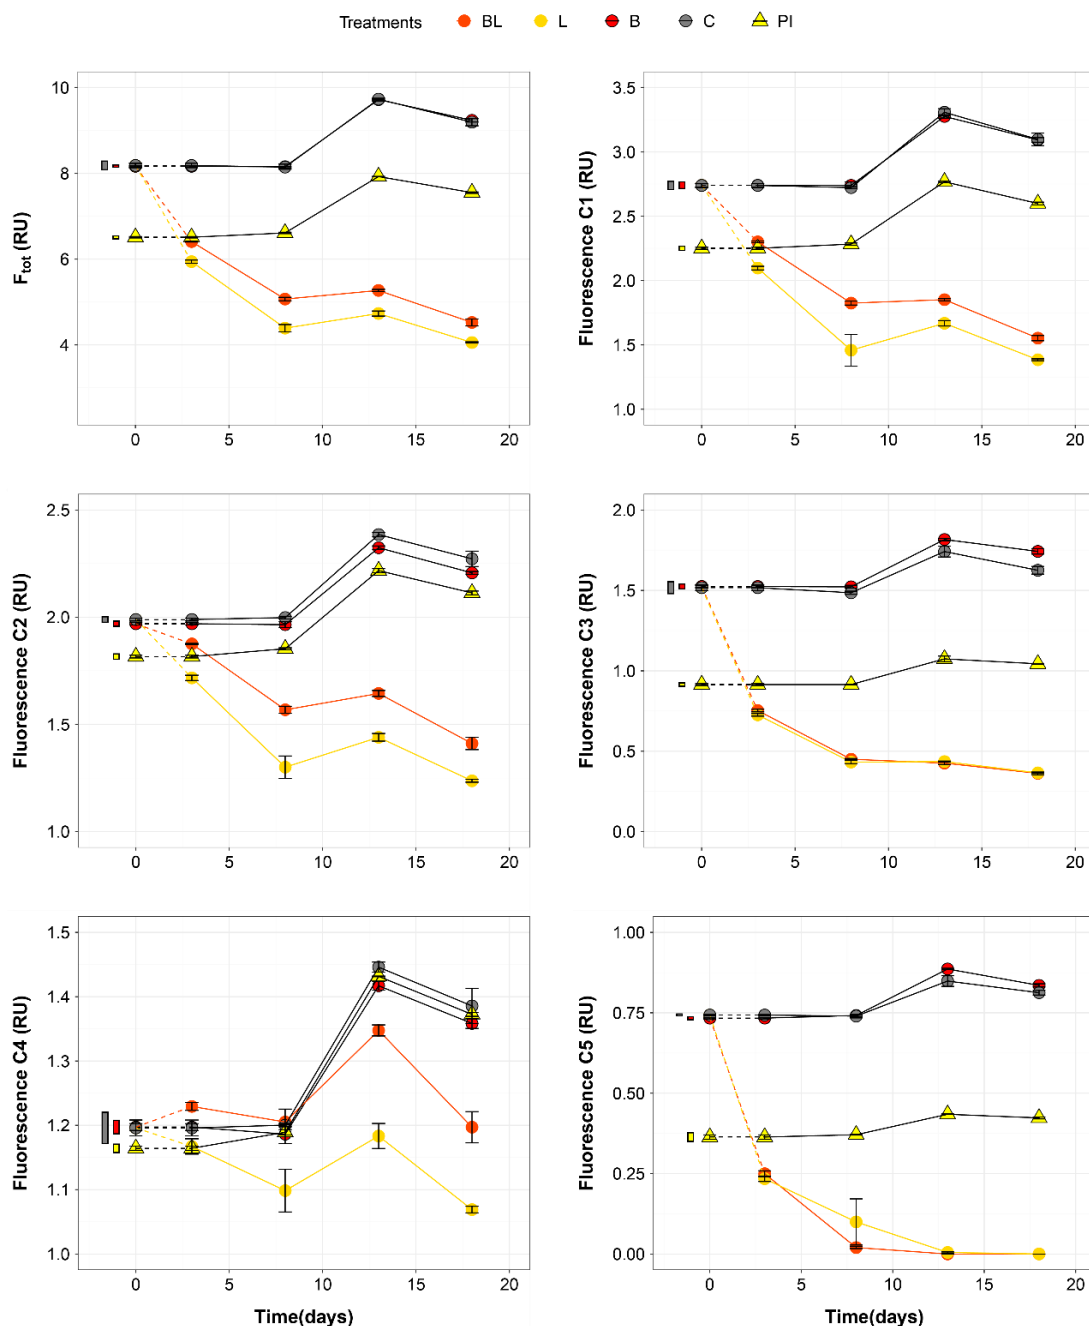 Treatments BL L B C PI
F_tot (RU)
10
8
6
4
0 5 10 15 20
Fluorescence C1 (RU)
3.5
3.0
2.5
2.0
1.5
1.0
0 5 10 15 20
Fluorescence C2 (RU)
2.5
2.0
1.5
1.0
0 5 10 15 20
Fluorescence C3 (RU)
2.0
1.5
1.0
0.5
0.0
0 5 10 15 20
Fluorescence C4 (RU)
1.5
1.4
1.3
1.2
1.1
1.0
0 5 10 15 20
Time(days)
Fluorescence C5 (RU)
1.00
0.75
0.50
0.25
0.00
0 5 10 15 20
Time(days)